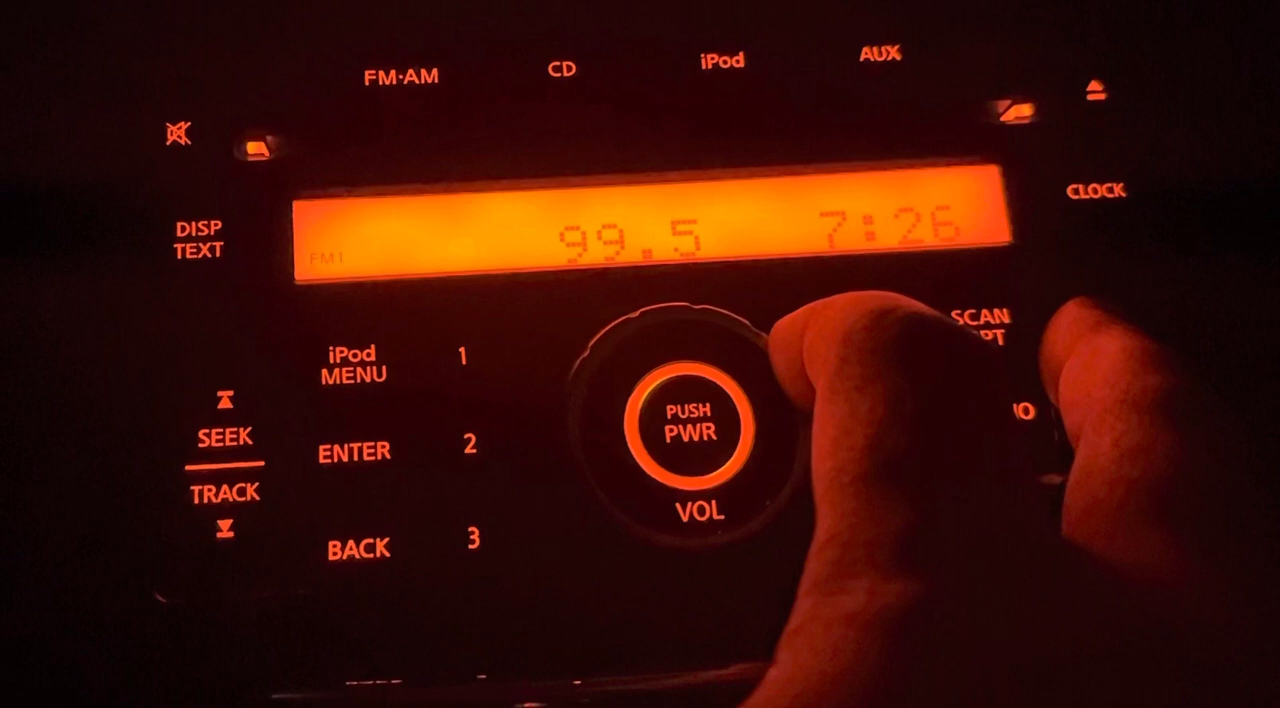 FM·AM CD iPod AUX
DISP
TEXT
FM1 99.5 7:26
CLOCK
iPod
MENU
1
SCAN
SEEK
TRACK
ENTER
2
PUSH
PWR
VOL
BACK
3